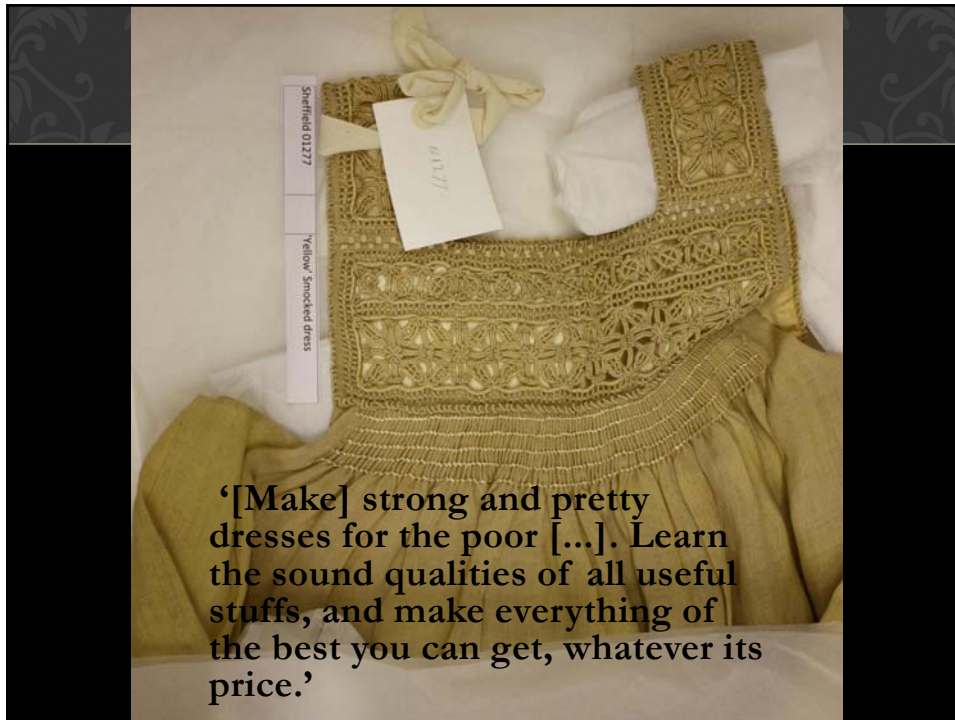 Sheffield 01277
'Yellow' Smocked dress
01277
‘[Make] strong and pretty
dresses for the poor [...]. Learn
the sound qualities of all useful
stuffs, and make everything of
the best you can get, whatever its
price.’